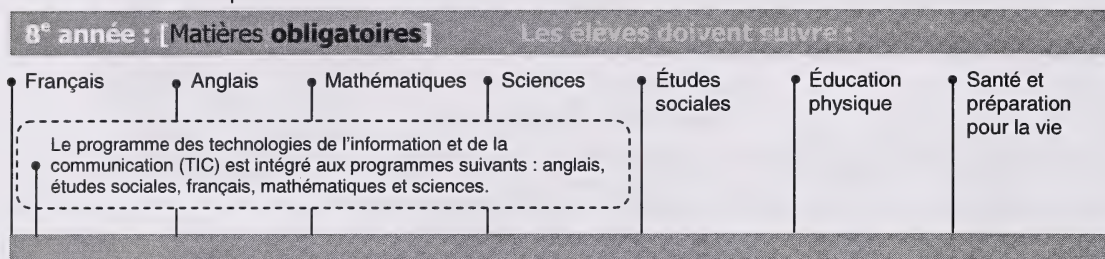 8e année : [Matières obligatoires] Les élèves doivent suivre :
Français
Anglais
Mathématiques
Sciences
Études
sociales
Éducation
physique
Santé et
préparation
pour la vie
Le programme des technologies de l'information et de la
communication (TIC) est intégré aux programmes suivants : anglais,
études sociales, français, mathématiques et sciences.